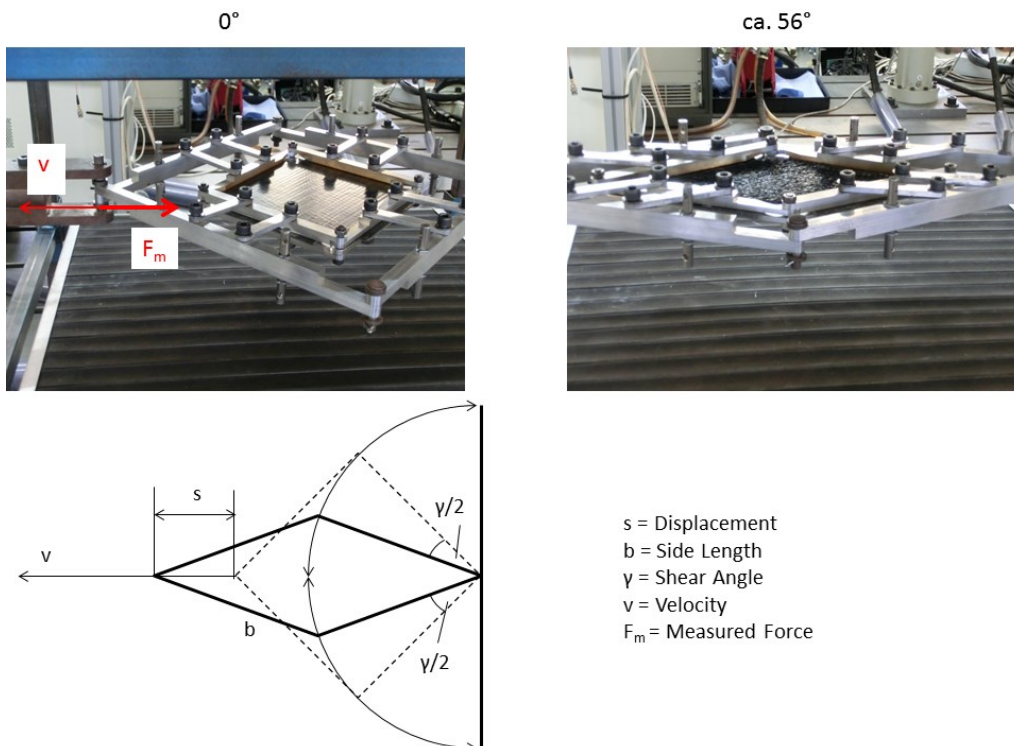 0°
ca. 56°
v
Fm
s
v
b
γ/2
γ/2
s = Displacement
b = Side Length
γ = Shear Angle
v = Velocity
Fm = Measured Force